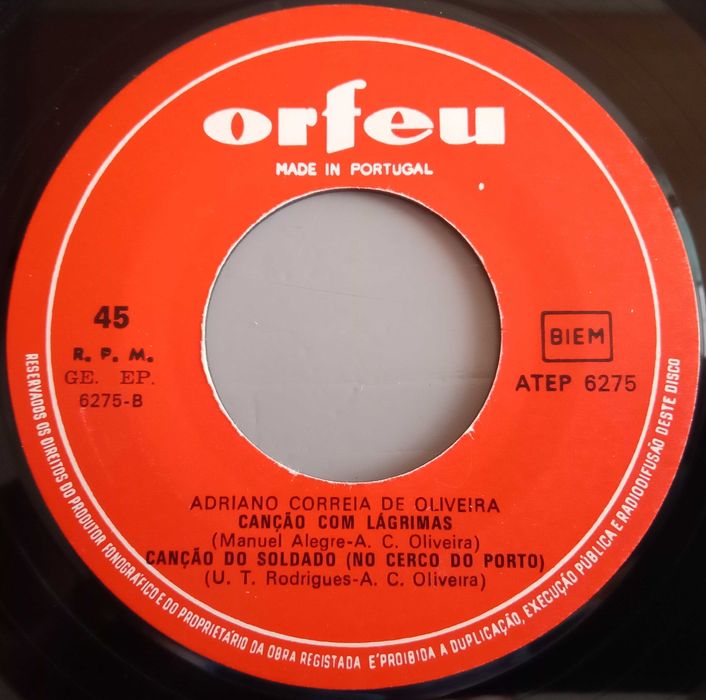 orfeu
MADE IN PORTUGAL
45
R. P. M.
GE. EP.
6275-B
BIEM
ATEP 6275
ADRIANO CORREIA DE OLIVEIRA
CANÇÃO COM LÁGRIMAS
(Manuel Alegre-A. C. Oliveira)
CANÇÃO DO SOLDADO (NO CERCO DO PORTO)
(U. T. Rodrigues-A. C. Oliveira)
RESERVADOS OS DIREITOS DO PRODUTOR FONOGRÁFICO E DO PROPRIETÁRIO DA OBRA REGISTADA E'PROIBIDA A DUPLICAÇÃO, EXECUÇÃO PÚBLICA E RADIODIFUSÃO DESTE DISCO